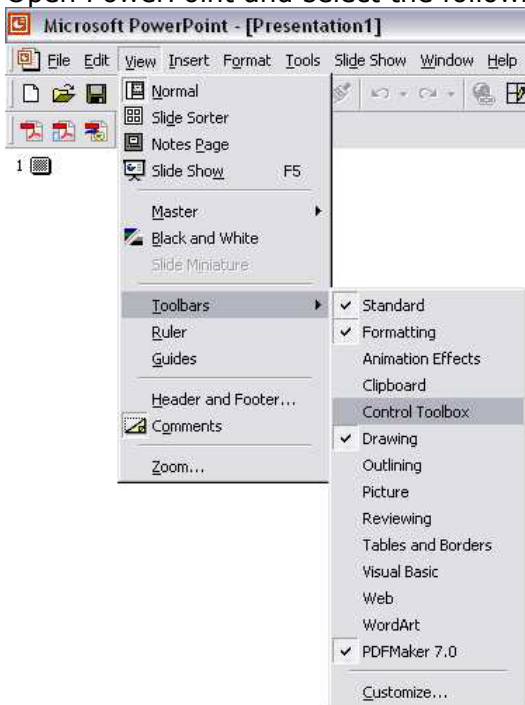 Open PowerPoint and select the follow
Microsoft PowerPoint - [Presentation1]
File Edit View Insert Format Tools Slide Show Window Help
Normal
Slide Sorter
Notes Page
1
Slide Show F5
Master
Black and White
Slide Miniature
Toolbars
Ruler
Guides
Header and Footer...
Comments
Zoom...
Standard
Formatting
Animation Effects
Clipboard
Control Toolbox
Drawing
Outlining
Picture
Reviewing
Tables and Borders
Visual Basic
Web
WordArt
PDFMaker 7.0
Customize...